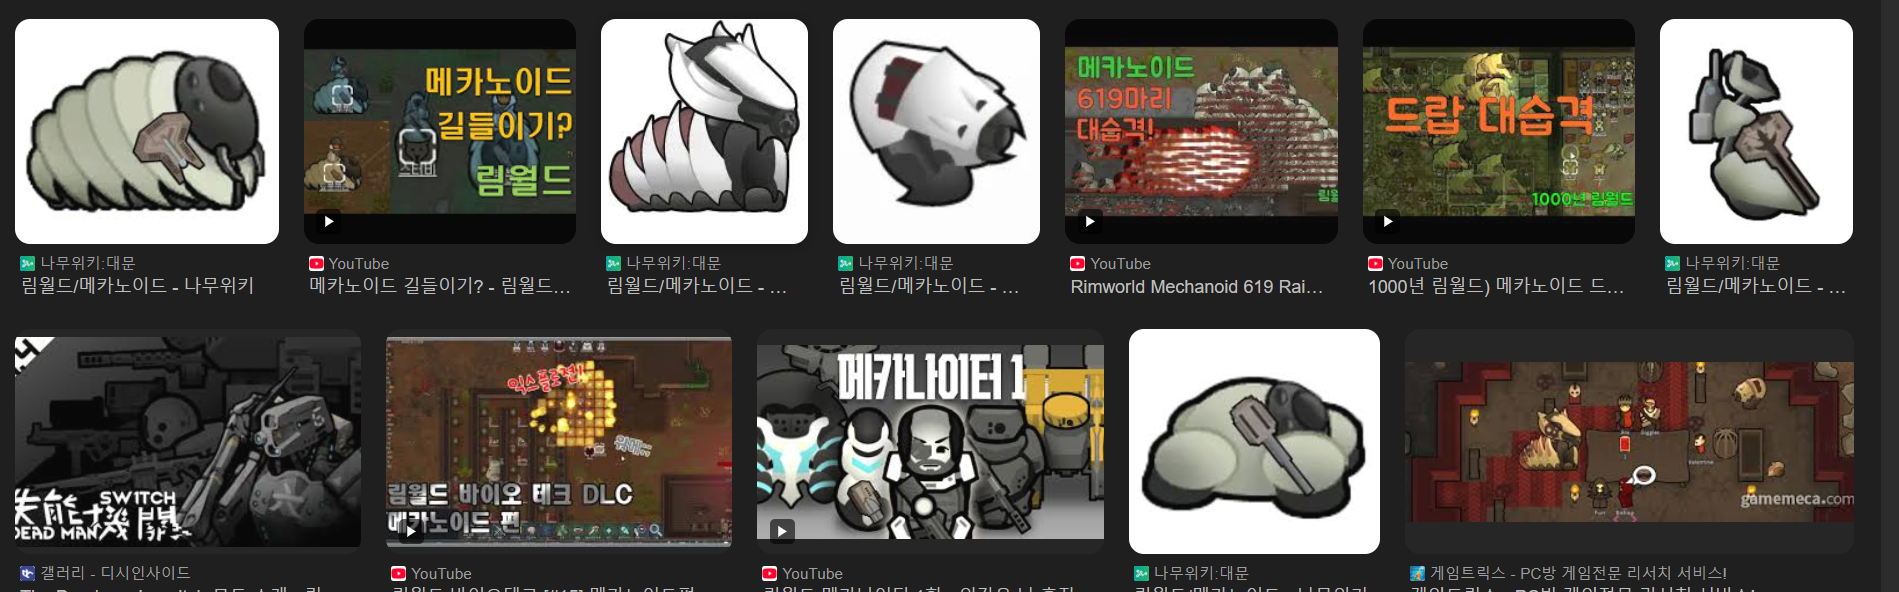 메카노이드
길들이기?
림월드
메카노이드
619마리
대습격!
드랍 대습격
1000년 림월드
나무위키:대문
림월드/메카노이드 - 나무위키
YouTube
메카노이드 길들이기? - 림월드...
나무위키:대문
림월드/메카노이드 - ...
나무위키:대문
림월드/메카노이드 - ...
YouTube
Rimworld Mechanoid 619 Rai...
YouTube
1000년 림월드) 메카노이드 드...
나무위키:대문
림월드/메카노이드 - ...
SWITCH
DEAD MAN
익스플로전!
림월드 바이오 테크 DLC
메카노이드 편
메카나이터 1
gamemeca.com
갤러리 - 디시인사이드
YouTube
YouTube
나무위키:대문
게임트릭스 - PC방 게임전문 리서치 서비스!